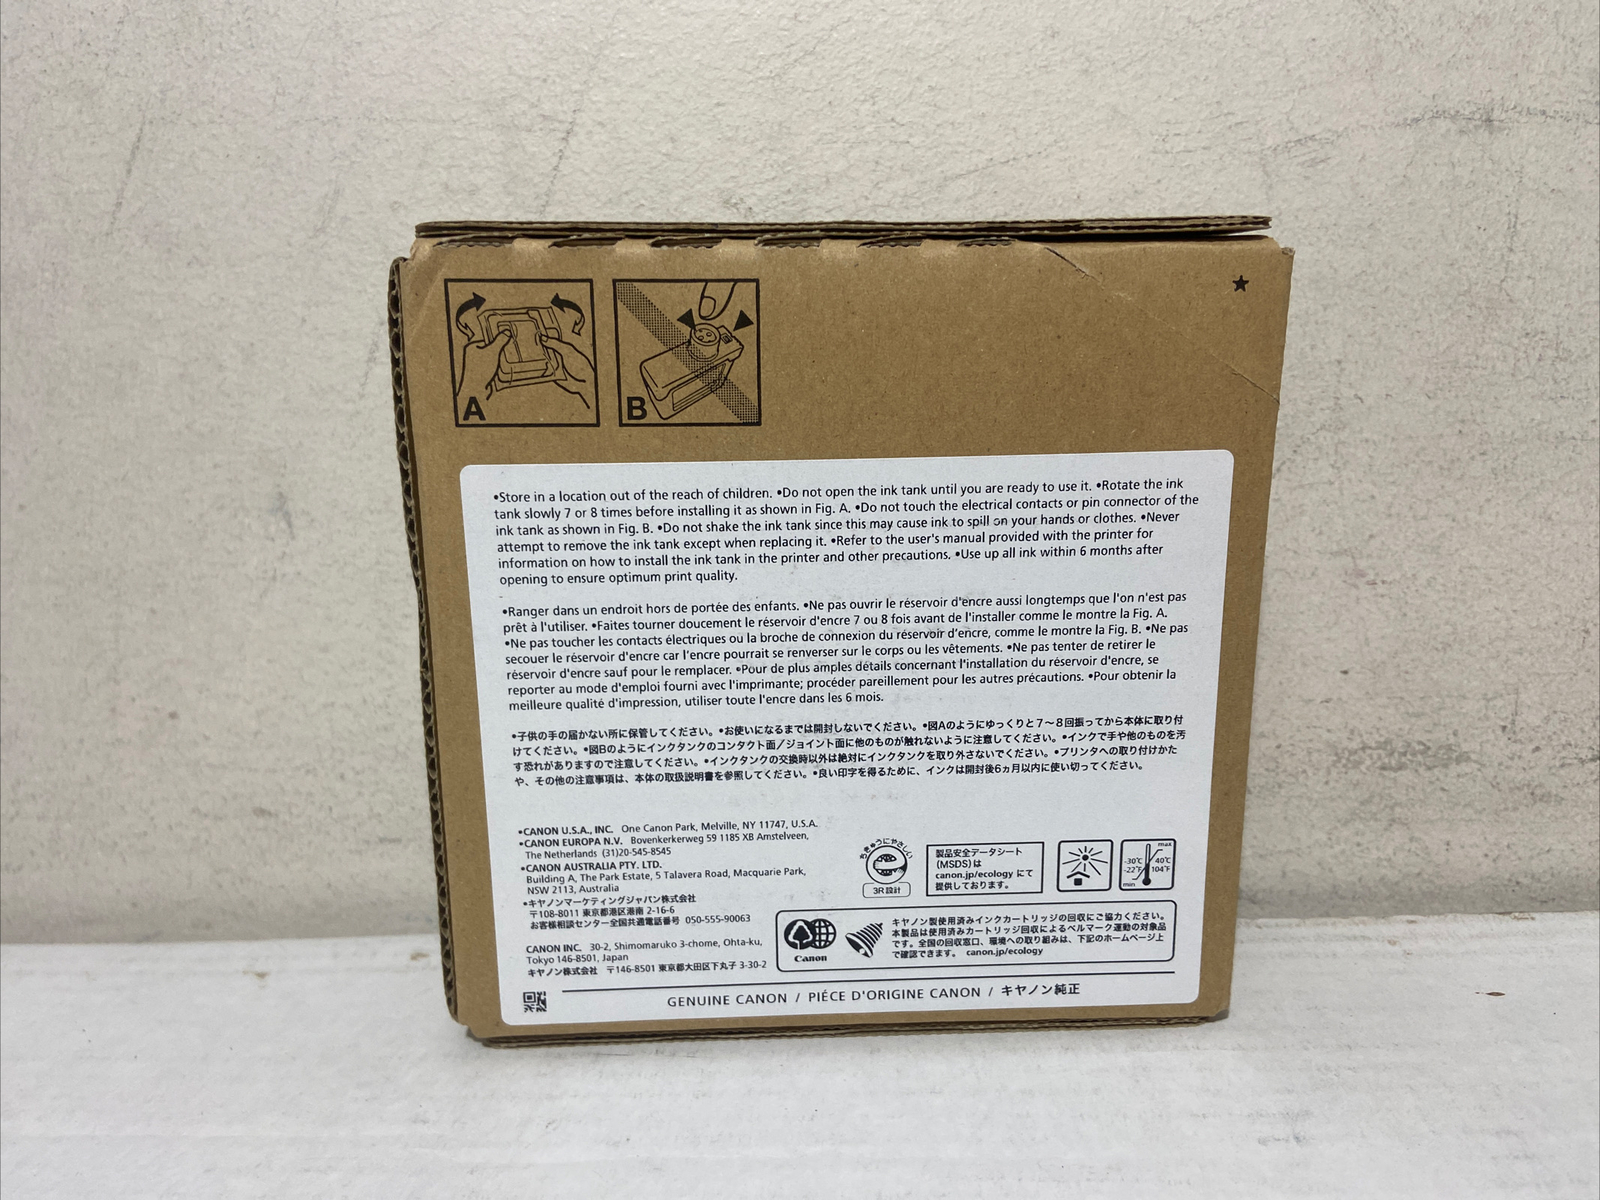 A
B
•Store in a location out of the reach of children. •Do not open the ink tank until you are ready to use it. •Rotate the ink
tank slowly 7 or 8 times before installing it as shown in Fig. A. •Do not touch the electrical contacts or pin connector of the
ink tank as shown in Fig. B. •Do not shake the ink tank since this may cause ink to spill on your hands or clothes. •Never
attempt to remove the ink tank except when replacing it. •Refer to the user's manual provided with the printer for
information on how to install the ink tank in the printer and other precautions. •Use up all ink within 6 months after
opening to ensure optimum print quality.
•Ranger dans un endroit hors de portée des enfants. •Ne pas ouvrir le réservoir d'encre aussi longtemps que l'on n'est pas
prêt à l'utiliser. •Faites tourner doucement le réservoir d'encre 7 ou 8 fois avant de l'installer comme le montre la Fig. A.
•Ne pas toucher les contacts électriques ou la broche de connexion du réservoir d'encre, comme le montre la Fig. B. •Ne pas
secouer le réservoir d'encre car l'encre pourrait se renverser sur le corps ou les vêtements. •Ne pas tenter de retirer le
réservoir d'encre sauf pour le remplacer. •Pour de plus amples détails concernant l'installation du réservoir d'encre, se
reporter au mode d'emploi fourni avec l'imprimante; procéder pareillement pour les autres précautions. •Pour obtenir la
meilleure qualité d'impression, utiliser toute l'encre dans les 6 mois.
•子供の手の届かない所に保管してください。•お使いになるまでは開封しないでください。•図Aのようにゆっくりと7～8回振ってから本体に取り付
けてください。•図Bのようにインクタンクのコンタクト面/ジョイント面に他のものが触れないように注意してください。•インクで手や他のものを汚
す恐れがありますので注意してください。•インクタンクの交換時以外は絶対にインクタンクを取り外さないでください。•プリンタへの取り付けかた
や、その他の注意事項は、本体の取扱説明書を参照してください。•良い印字を得るために、インクは開封後6ヵ月以内に使い切ってください。
•CANON U.S.A., INC. One Canon Park, Melville, NY 11747, U.S.A.
•CANON EUROPA N.V. Bovenkerkerweg 59 1185 XB Amstelveen,
The Netherlands (31)20-545-8545
•CANON AUSTRALIA PTY. LTD.
Building A, The Park Estate, 5 Talavera Road, Macquarie Park,
NSW 2113, Australia
•キヤノンマーケティングジャパン株式会社
〒108-8011 東京都港区港南 2-16-6
お客様相談センター全国共通電話番号 050-555-90063
CANON INC. 30-2, Shimomaruko 3-chome, Ohta-ku,
Tokyo 146-8501, Japan
キヤノン株式会社 〒146-8501 東京都大田区下丸子 3-30-2
ちきゅうにやさしい
3R設計
製品安全データシート
(MSDS)は
canon.jp/ecology にて
提供しております。
max
-30℃ 40℃
-22°F 104°F
min
Canon
キヤノン製使用済みインクカートリッジの回収にご協力ください。
本製品は使用済みカートリッジ回収によるベルマーク運動の対象品
です。全国の回収窓口、環境への取り組みは、下記のホームページ上
で確認できます。 canon.jp/ecology
GENUINE CANON / PIÉCE D'ORIGINE CANON / キヤノン純正